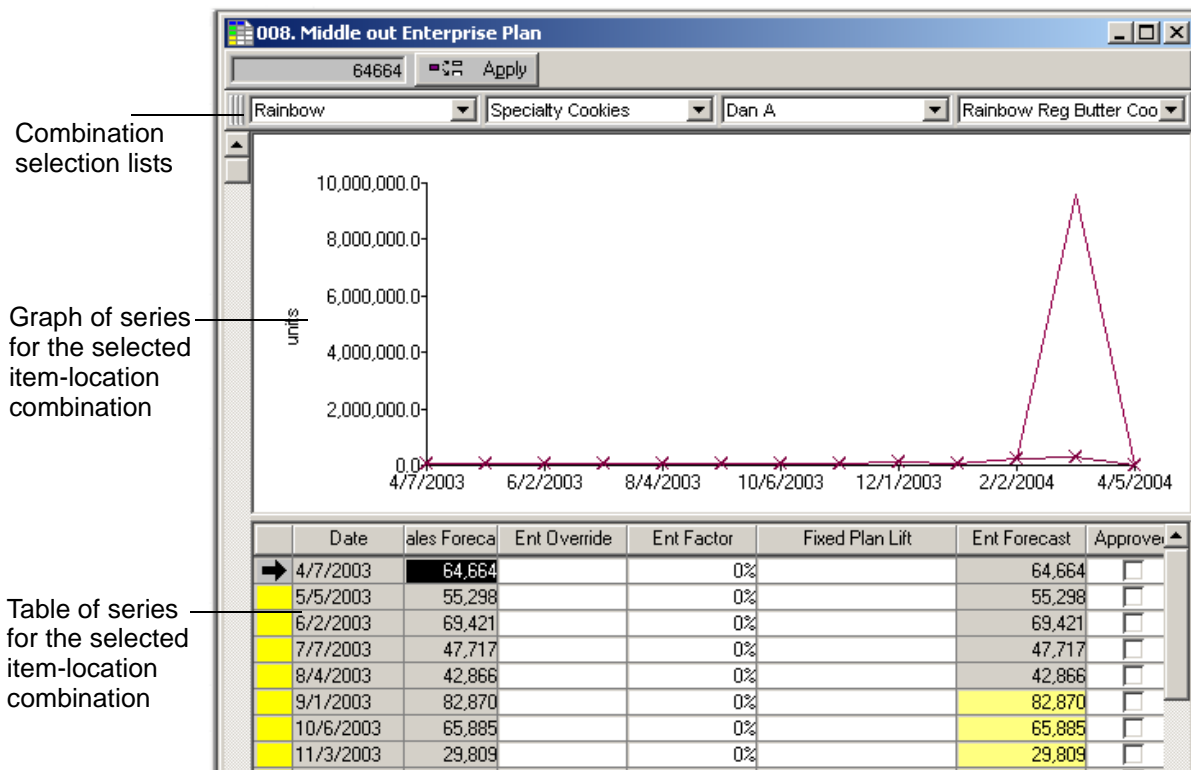 008. Middle out Enterprise Plan
64664 Apply
Rainbow Specialty Cookies Dan A Rainbow Reg Butter Coo
Combination
selection lists
10,000,000.0
8,000,000.0
6,000,000.0
4,000,000.0
2,000,000.0
0.0
units
4/7/2003 6/2/2003 8/4/2003 10/6/2003 12/1/2003 2/2/2004 4/5/2004
Graph of series
for the selected
item-location
combination
Date ales Foreca Ent Override Ent Factor Fixed Plan Lift Ent Forecast Approve
4/7/2003 64,664 0% 64,664
5/5/2003 55,298 0% 55,298
6/2/2003 69,421 0% 69,421
7/7/2003 47,717 0% 47,717
8/4/2003 42,866 0% 42,866
9/1/2003 82,870 0% 82,870
10/6/2003 65,885 0% 65,885
11/3/2003 29,809 0% 29,809
Table of series
for the selected
item-location
combination